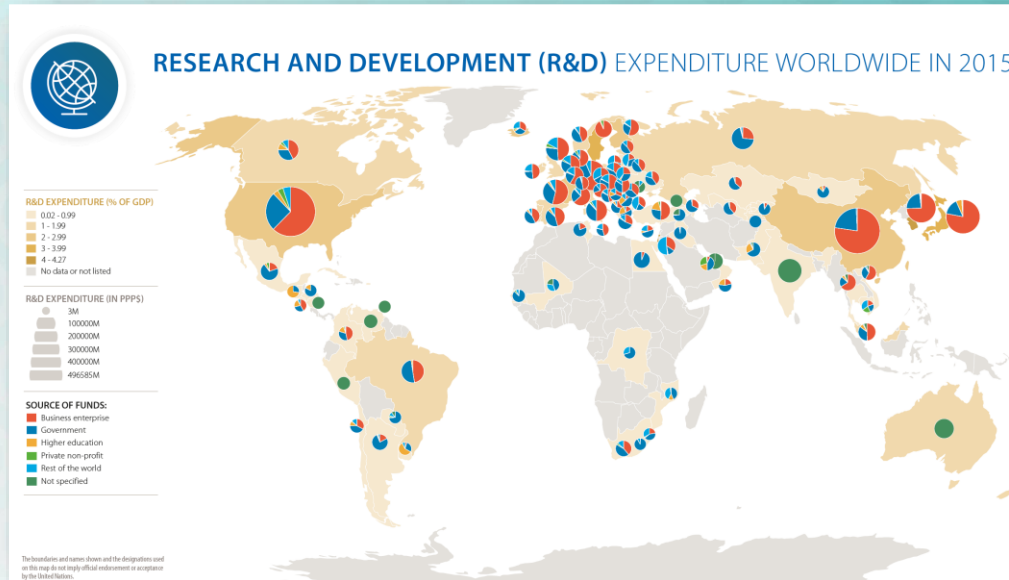 RESEARCH AND DEVELOPMENT (R&D) EXPENDITURE WORLDWIDE IN 2015
R&D EXPENDITURE (% OF GDP)
0.02 - 0.99
1 - 1.99
2 - 2.99
3 - 3.99
4 - 4.27
No data or not listed
R&D EXPENDITURE (IN PPP$)
3M
100000M
200000M
300000M
400000M
496585M
SOURCE OF FUNDS:
Business enterprise
Government
Higher education
Private non-profit
Rest of the world
Not specified
The boundaries and names shown and the designations used
on this map do not imply official endorsement or acceptance
by the United Nations.